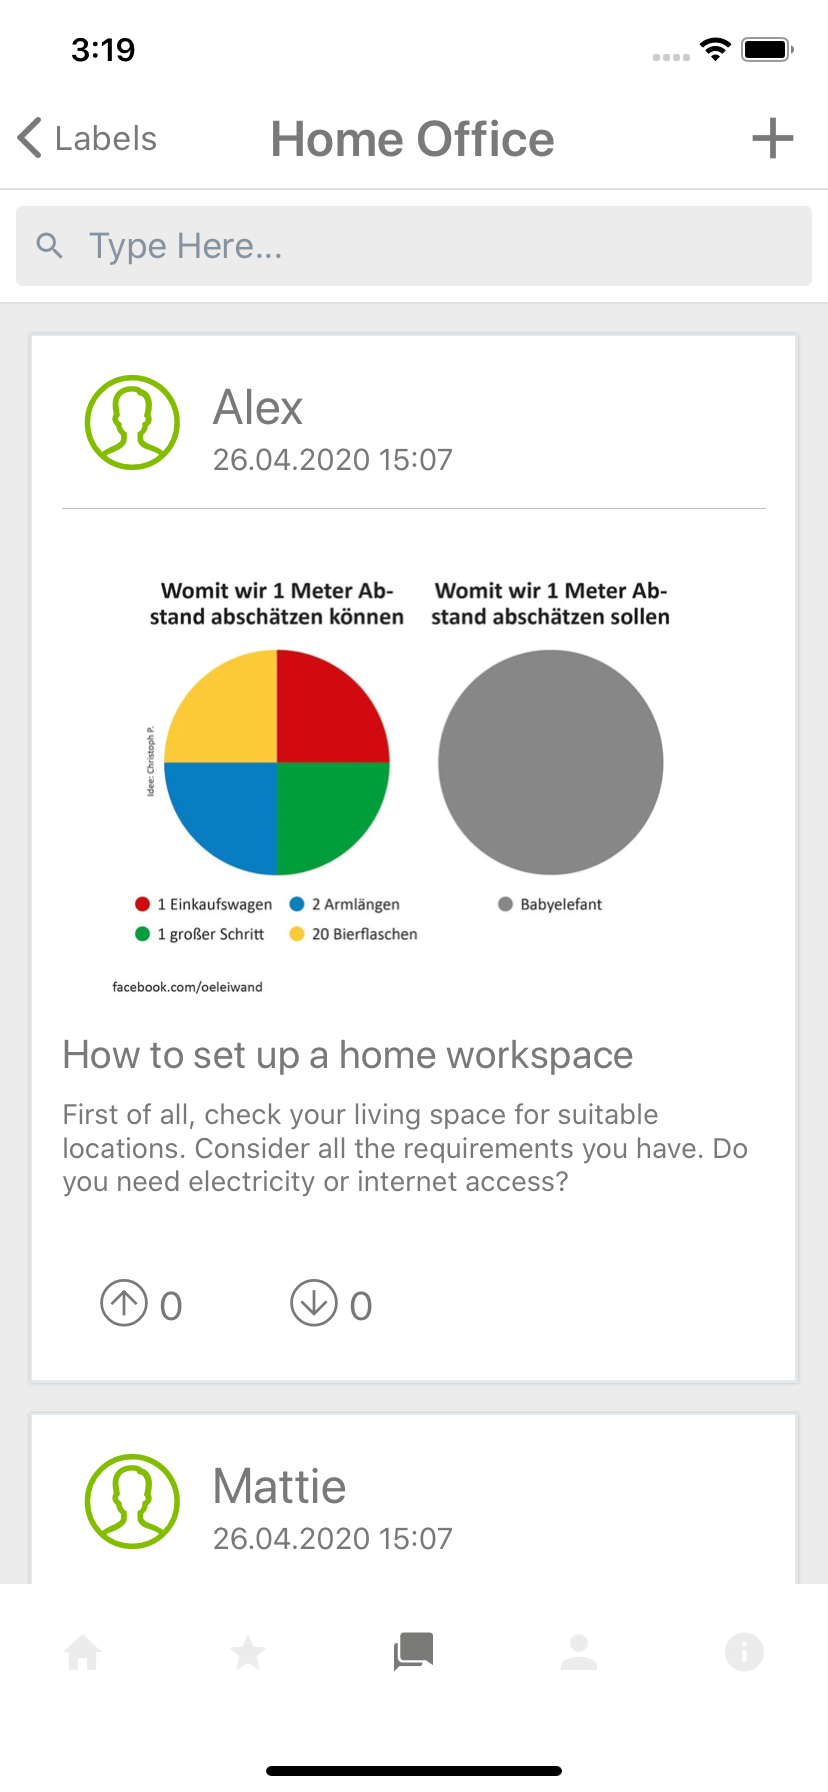 3:19
Labels
Home Office
Type Here...
Alex
26.04.2020 15:07
Womit wir 1 Meter Ab-
stand abschätzen können
Womit wir 1 Meter Ab-
stand abschätzen sollen
Idee: Christoph P.
1 Einkaufswagen
2 Armlängen
1 großer Schritt
20 Bierflaschen
Babyelefant
facebook.com/oeleiwand
How to set up a home workspace
First of all, check your living space for suitable
locations. Consider all the requirements you have. Do
you need electricity or internet access?
0
0
Mattie
26.04.2020 15:07